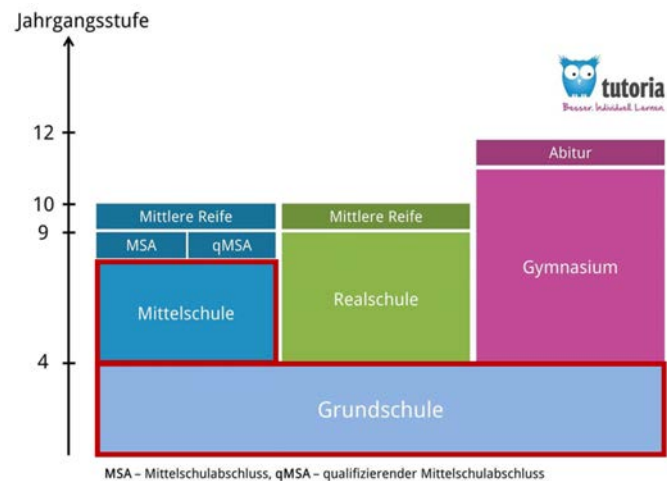 Jahrgangsstufe
tutoria
Besser. Individuell Lernen.
12
Abitur
10
Mittlere Reife
Mittlere Reife
9
MSA
qMSA
Gymnasium
Mittelschule
Realschule
4
Grundschule
MSA – Mittelschulabschluss, qMSA – qualifizierender Mittelschulabschluss